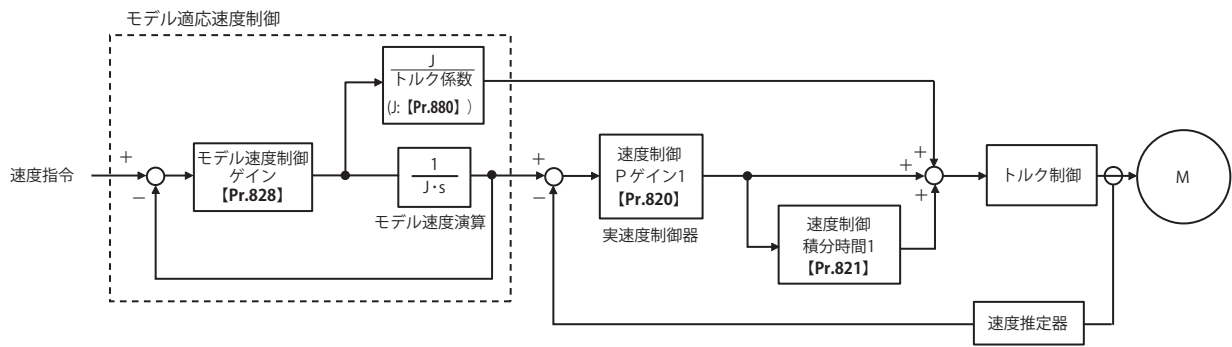 モデル適応速度制御
J
トルク係数
(J:【Pr.880】)
速度指令
+
−
モデル速度制御
ゲイン
【Pr.828】
1
J･s
モデル速度演算
+
−
速度制御
Pゲイン1
【Pr.820】
実速度制御器
速度制御
積分時間1
【Pr.821】
+
+
+
トルク制御
M
速度推定器